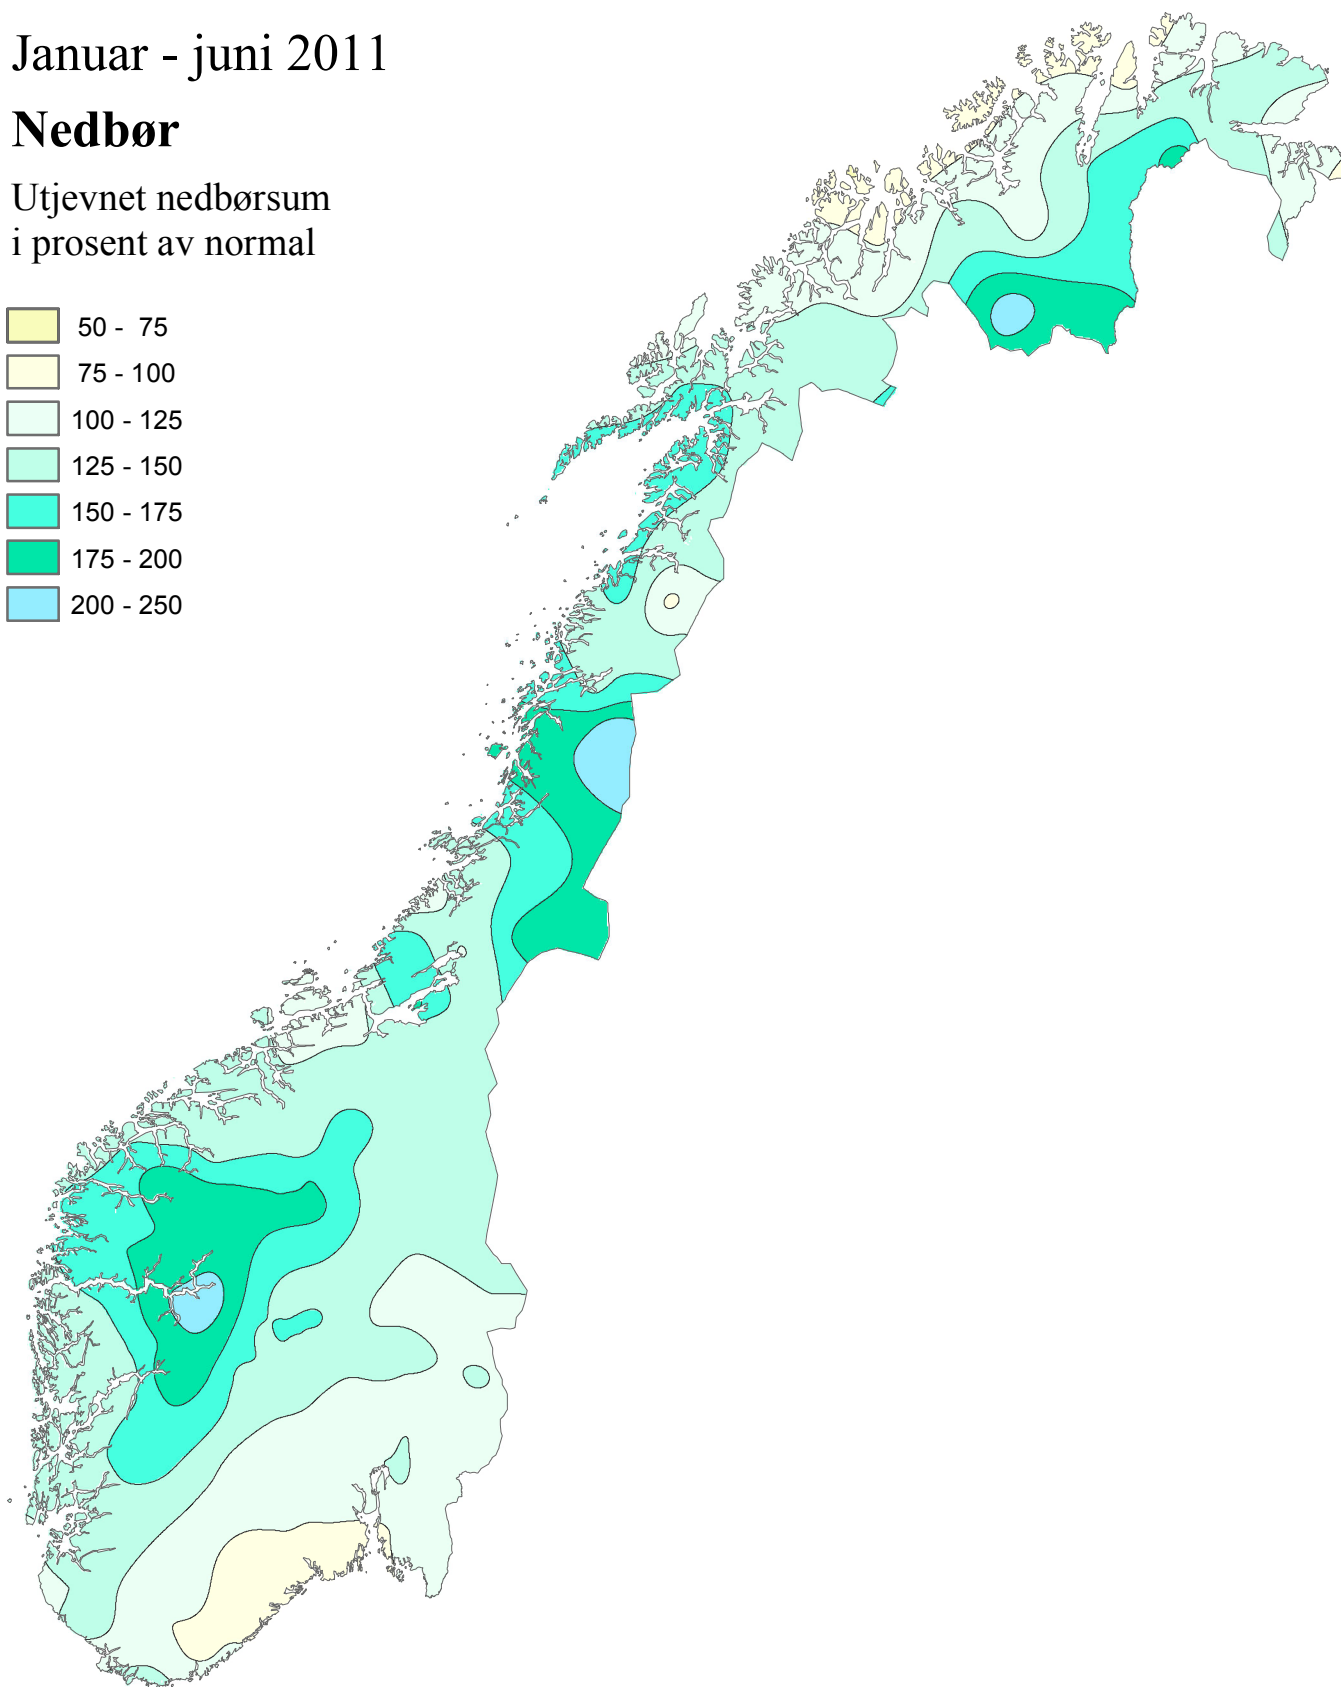 Januar - juni 2011
Nedbør
Utjevnet nedbørsum
i prosent av normal
50 - 75
75 - 100
100 - 125
125 - 150
150 - 175
175 - 200
200 - 250